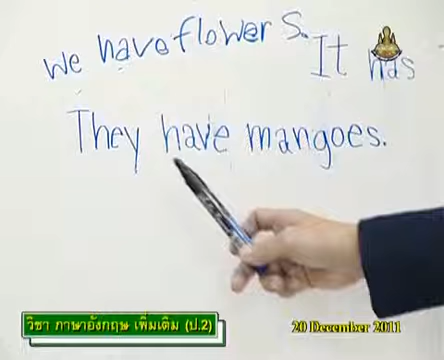 we have flower s.
It has
They have mangoes.
วิชา ภาษาอังกฤษ เพิ่มเติม (ป.2)
20 December 2011